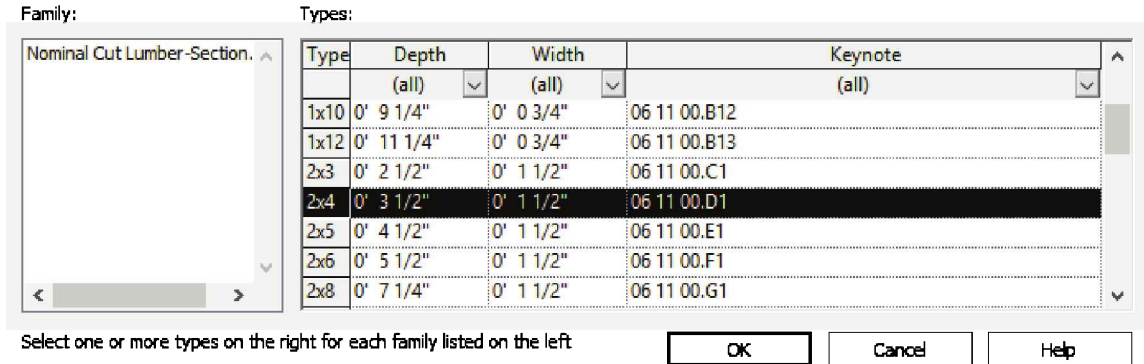 Family: Types:
Nominal Cut Lumber-Section. Type Depth Width Keynote
(all) (all) (all)
1x10 0' 9 1/4" 0' 0 3/4" 06 11 00.B12
1x12 0' 11 1/4" 0' 0 3/4" 06 11 00.B13
2x3 0' 2 1/2" 0' 1 1/2" 06 11 00.C1
2x4 0' 3 1/2" 0' 1 1/2" 06 11 00.D1
2x5 0' 4 1/2" 0' 1 1/2" 06 11 00.E1
2x6 0' 5 1/2" 0' 1 1/2" 06 11 00.F1
2x8 0' 7 1/4" 0' 1 1/2" 06 11 00.G1
Select one or more types on the right for each family listed on the left OK Cancel Help